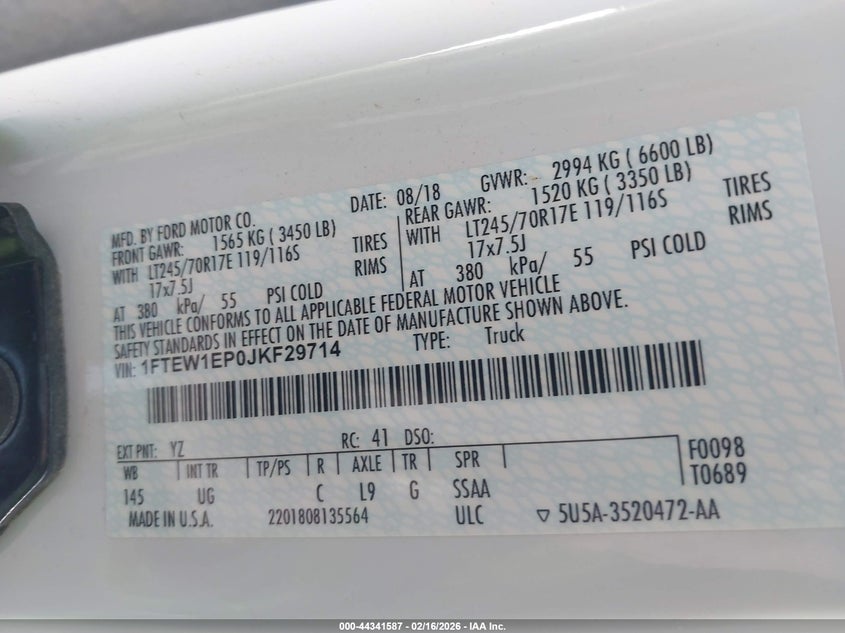 MFD. BY FORD MOTOR CO. DATE: 08/18 GVWR: 2994 KG ( 6600 LB)
FRONT GAWR: 1565 KG ( 3450 LB) REAR GAWR: 1520 KG ( 3350 LB)
WITH LT245/70R17E 119/116S TIRES WITH LT245/70R17E 119/116S TIRES
17x7.5J RIMS 17x7.5J RIMS
AT 380 kPa/ 55 PSI COLD AT 380 kPa/ 55 PSI COLD
THIS VEHICLE CONFORMS TO ALL APPLICABLE FEDERAL MOTOR VEHICLE
SAFETY STANDARDS IN EFFECT ON THE DATE OF MANUFACTURE SHOWN ABOVE.
VIN: 1FTEW1EP0JKF29714 TYPE: Truck
EXT PNT: YZ RC: 41 DSO: F0098
WB INT TR TP/PS R AXLE TR SPR T0689
145 UG C L9 G SSAA
MADE IN U.S.A. 2201808135564 ULC ▽ 5U5A-3520472-AA
000-44341587 - 02/16/2026 - IAA Inc.